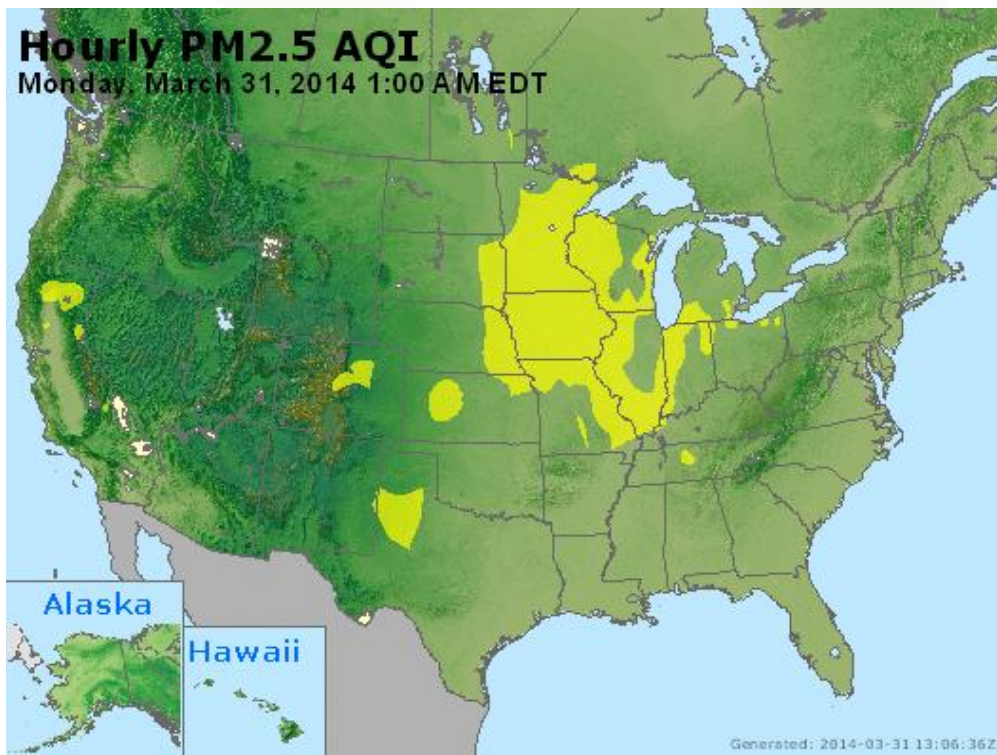 Hourly PM2.5 AQI
Monday, March 31, 2014 1:00 AM EDT
Alaska
Hawaii
Generated: 2014-03-31 13:06:36Z